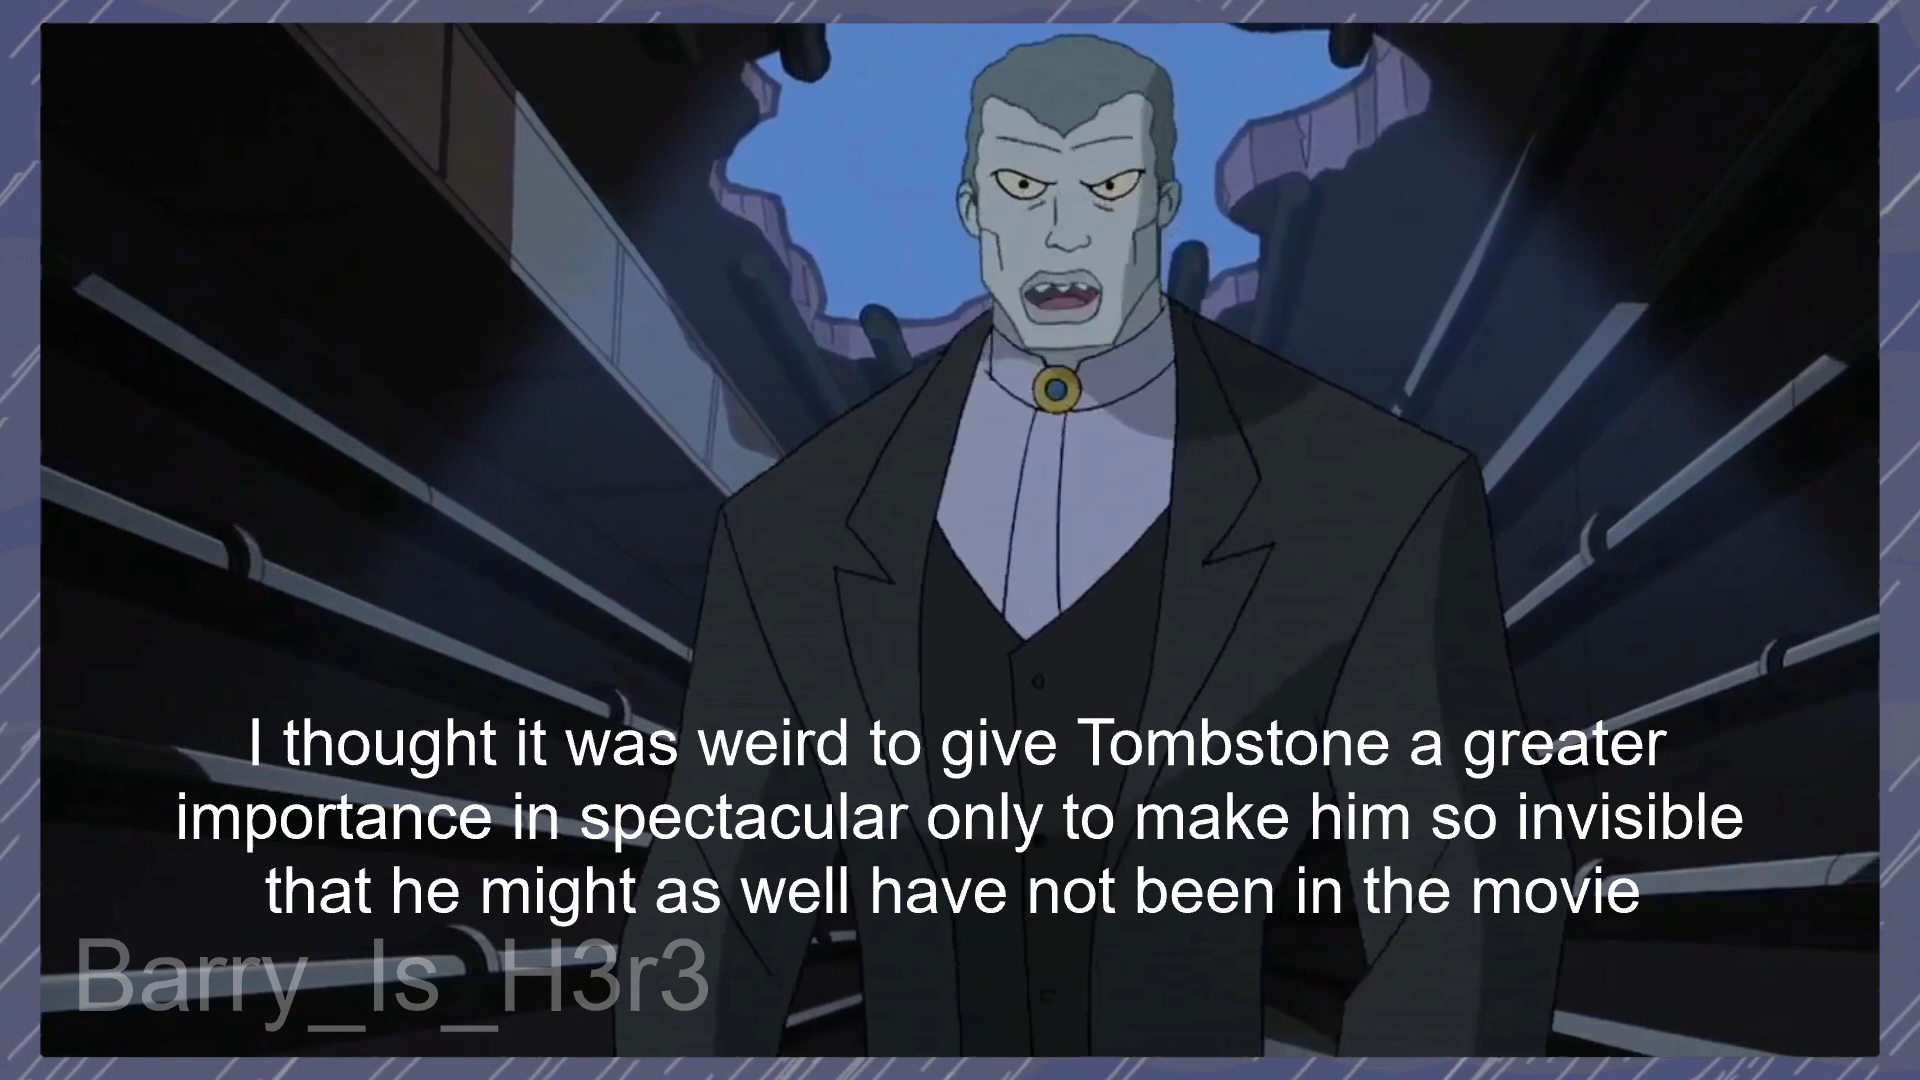 I thought it was weird to give Tombstone a greater
importance in spectacular only to make him so invisible
that he might as well have not been in the movie
Barry_Is_H3r3